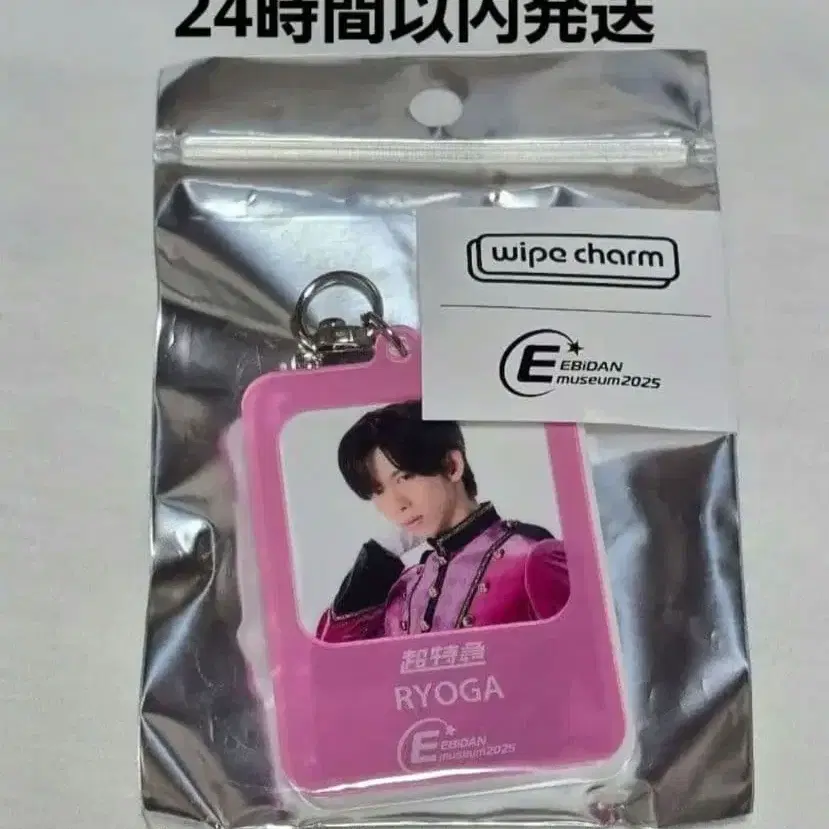 24時間以内発送
wipe charm
E EBiDAN
museum2025
超特急
RYOGA
E EBiDAN
museum2025